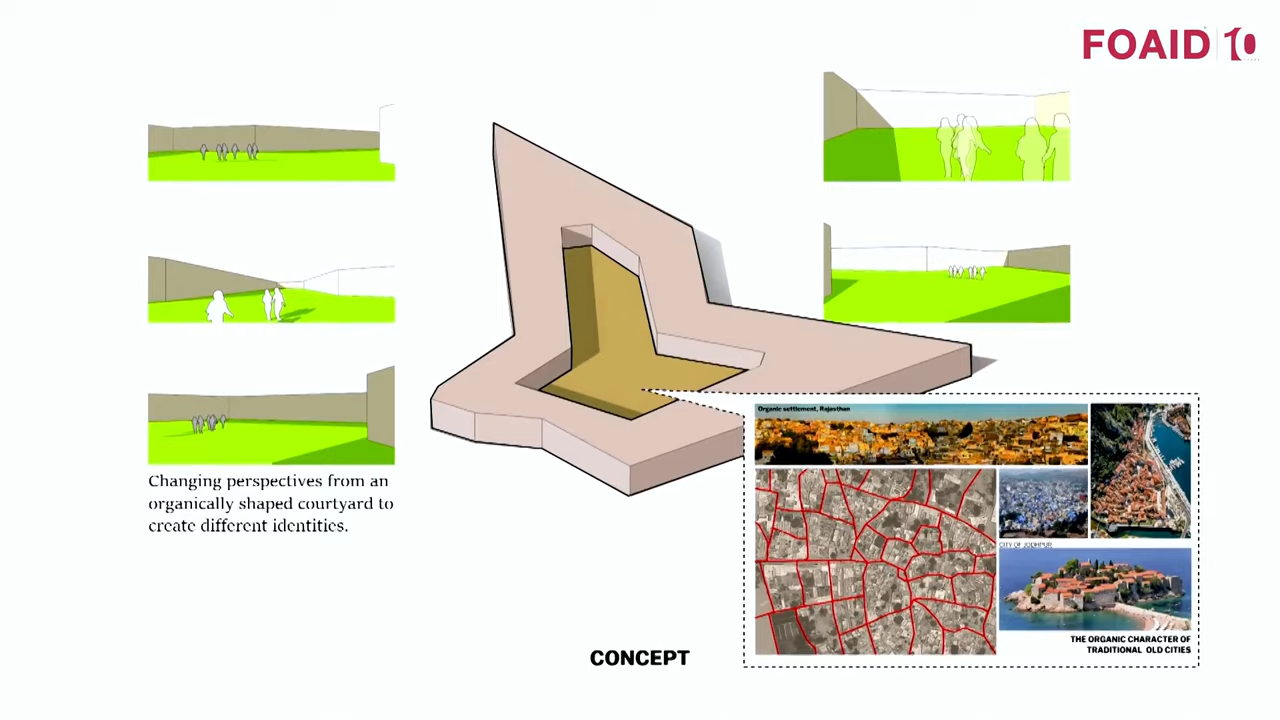 FOAID 10
Changing perspectives from an
organically shaped courtyard to
create different identities.
Organic settlement, Rajasthan
CITY OF JODHPUR
THE ORGANIC CHARACTER OF
TRADITIONAL OLD CITIES
CONCEPT